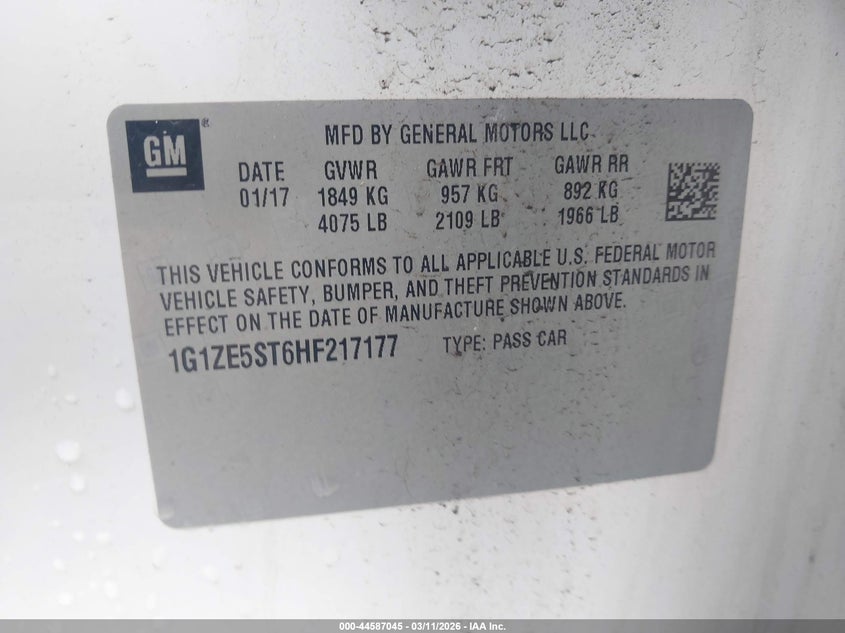 GM®
MFD BY GENERAL MOTORS LLC
DATE GVWR GAWR FRT GAWR RR
01/17 1849 KG 957 KG 892 KG
4075 LB 2109 LB 1966 LB
THIS VEHICLE CONFORMS TO ALL APPLICABLE U.S. FEDERAL MOTOR
VEHICLE SAFETY, BUMPER, AND THEFT PREVENTION STANDARDS IN
EFFECT ON THE DATE OF MANUFACTURE SHOWN ABOVE.
1G1ZE5ST6HF217177 TYPE: PASS CAR
000-44587045 - 03/11/2026 - IAA Inc.